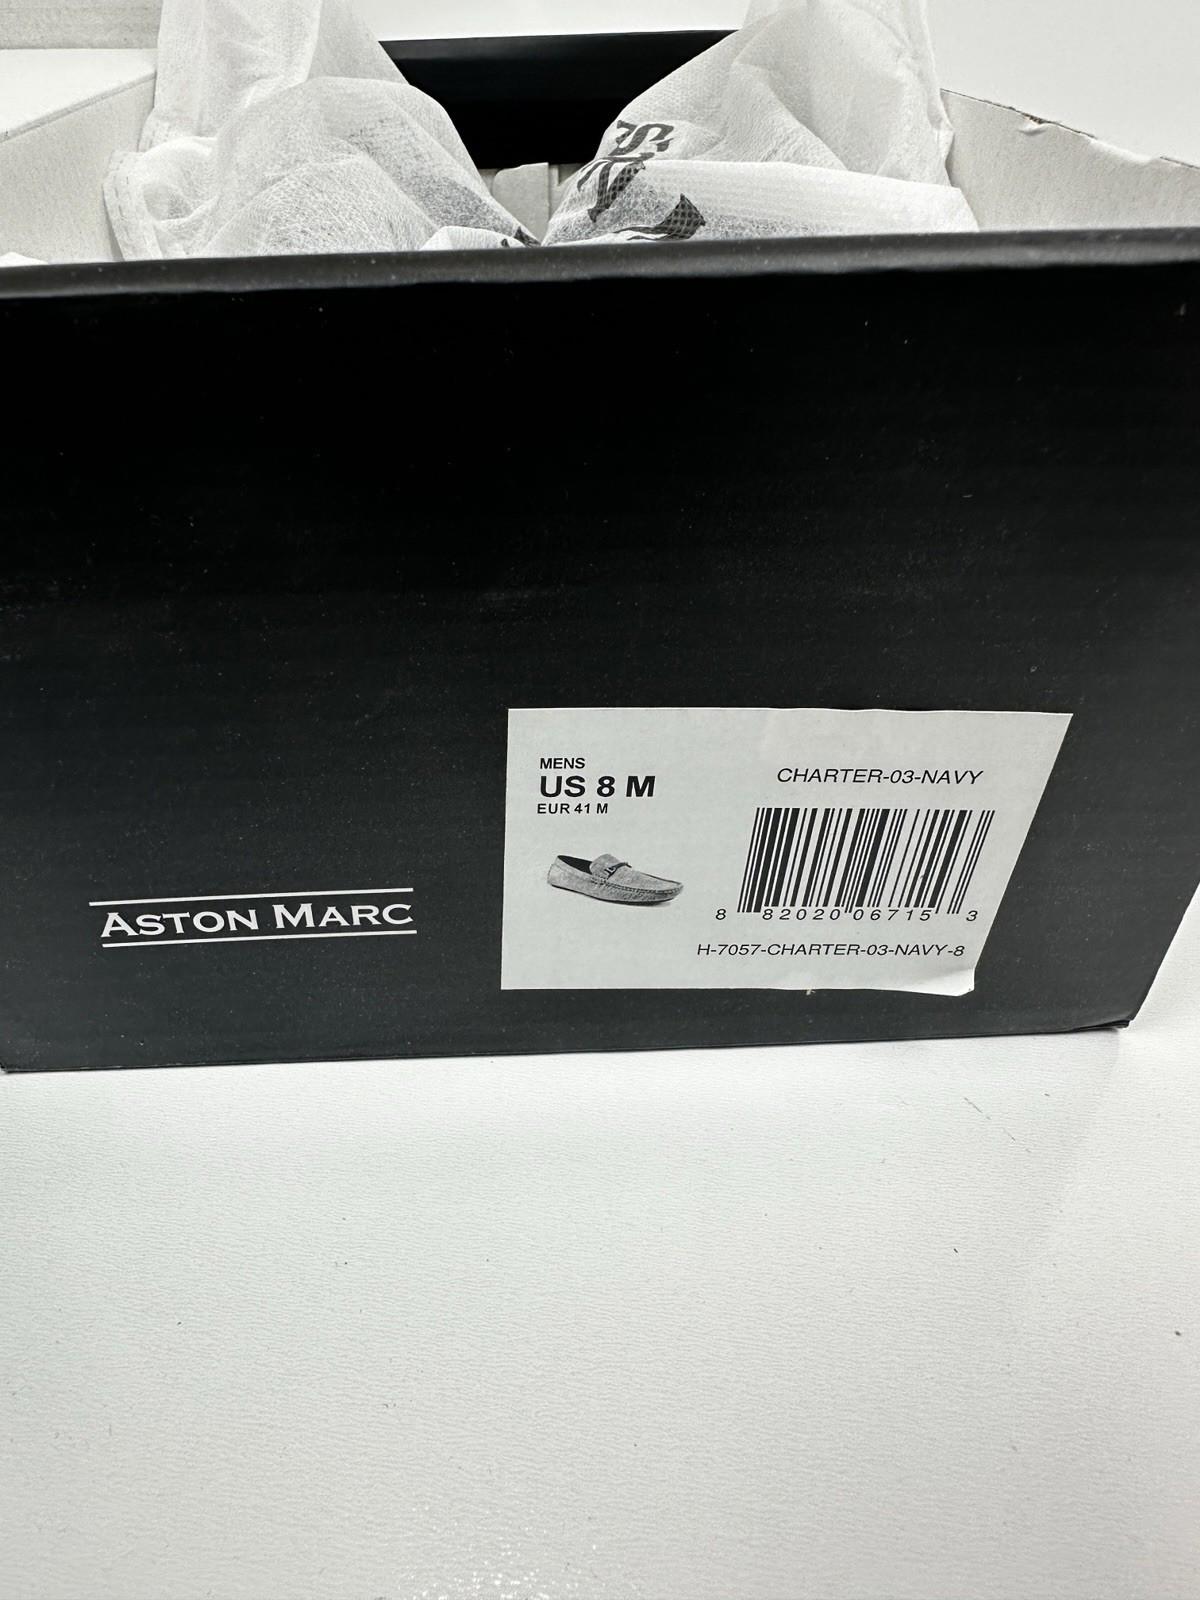 MENS
US 8 M
EUR 41 M
CHARTER-03-NAVY
8 82020 06715 3
H-7057-CHARTER-03-NAVY-8
ASTON MARC